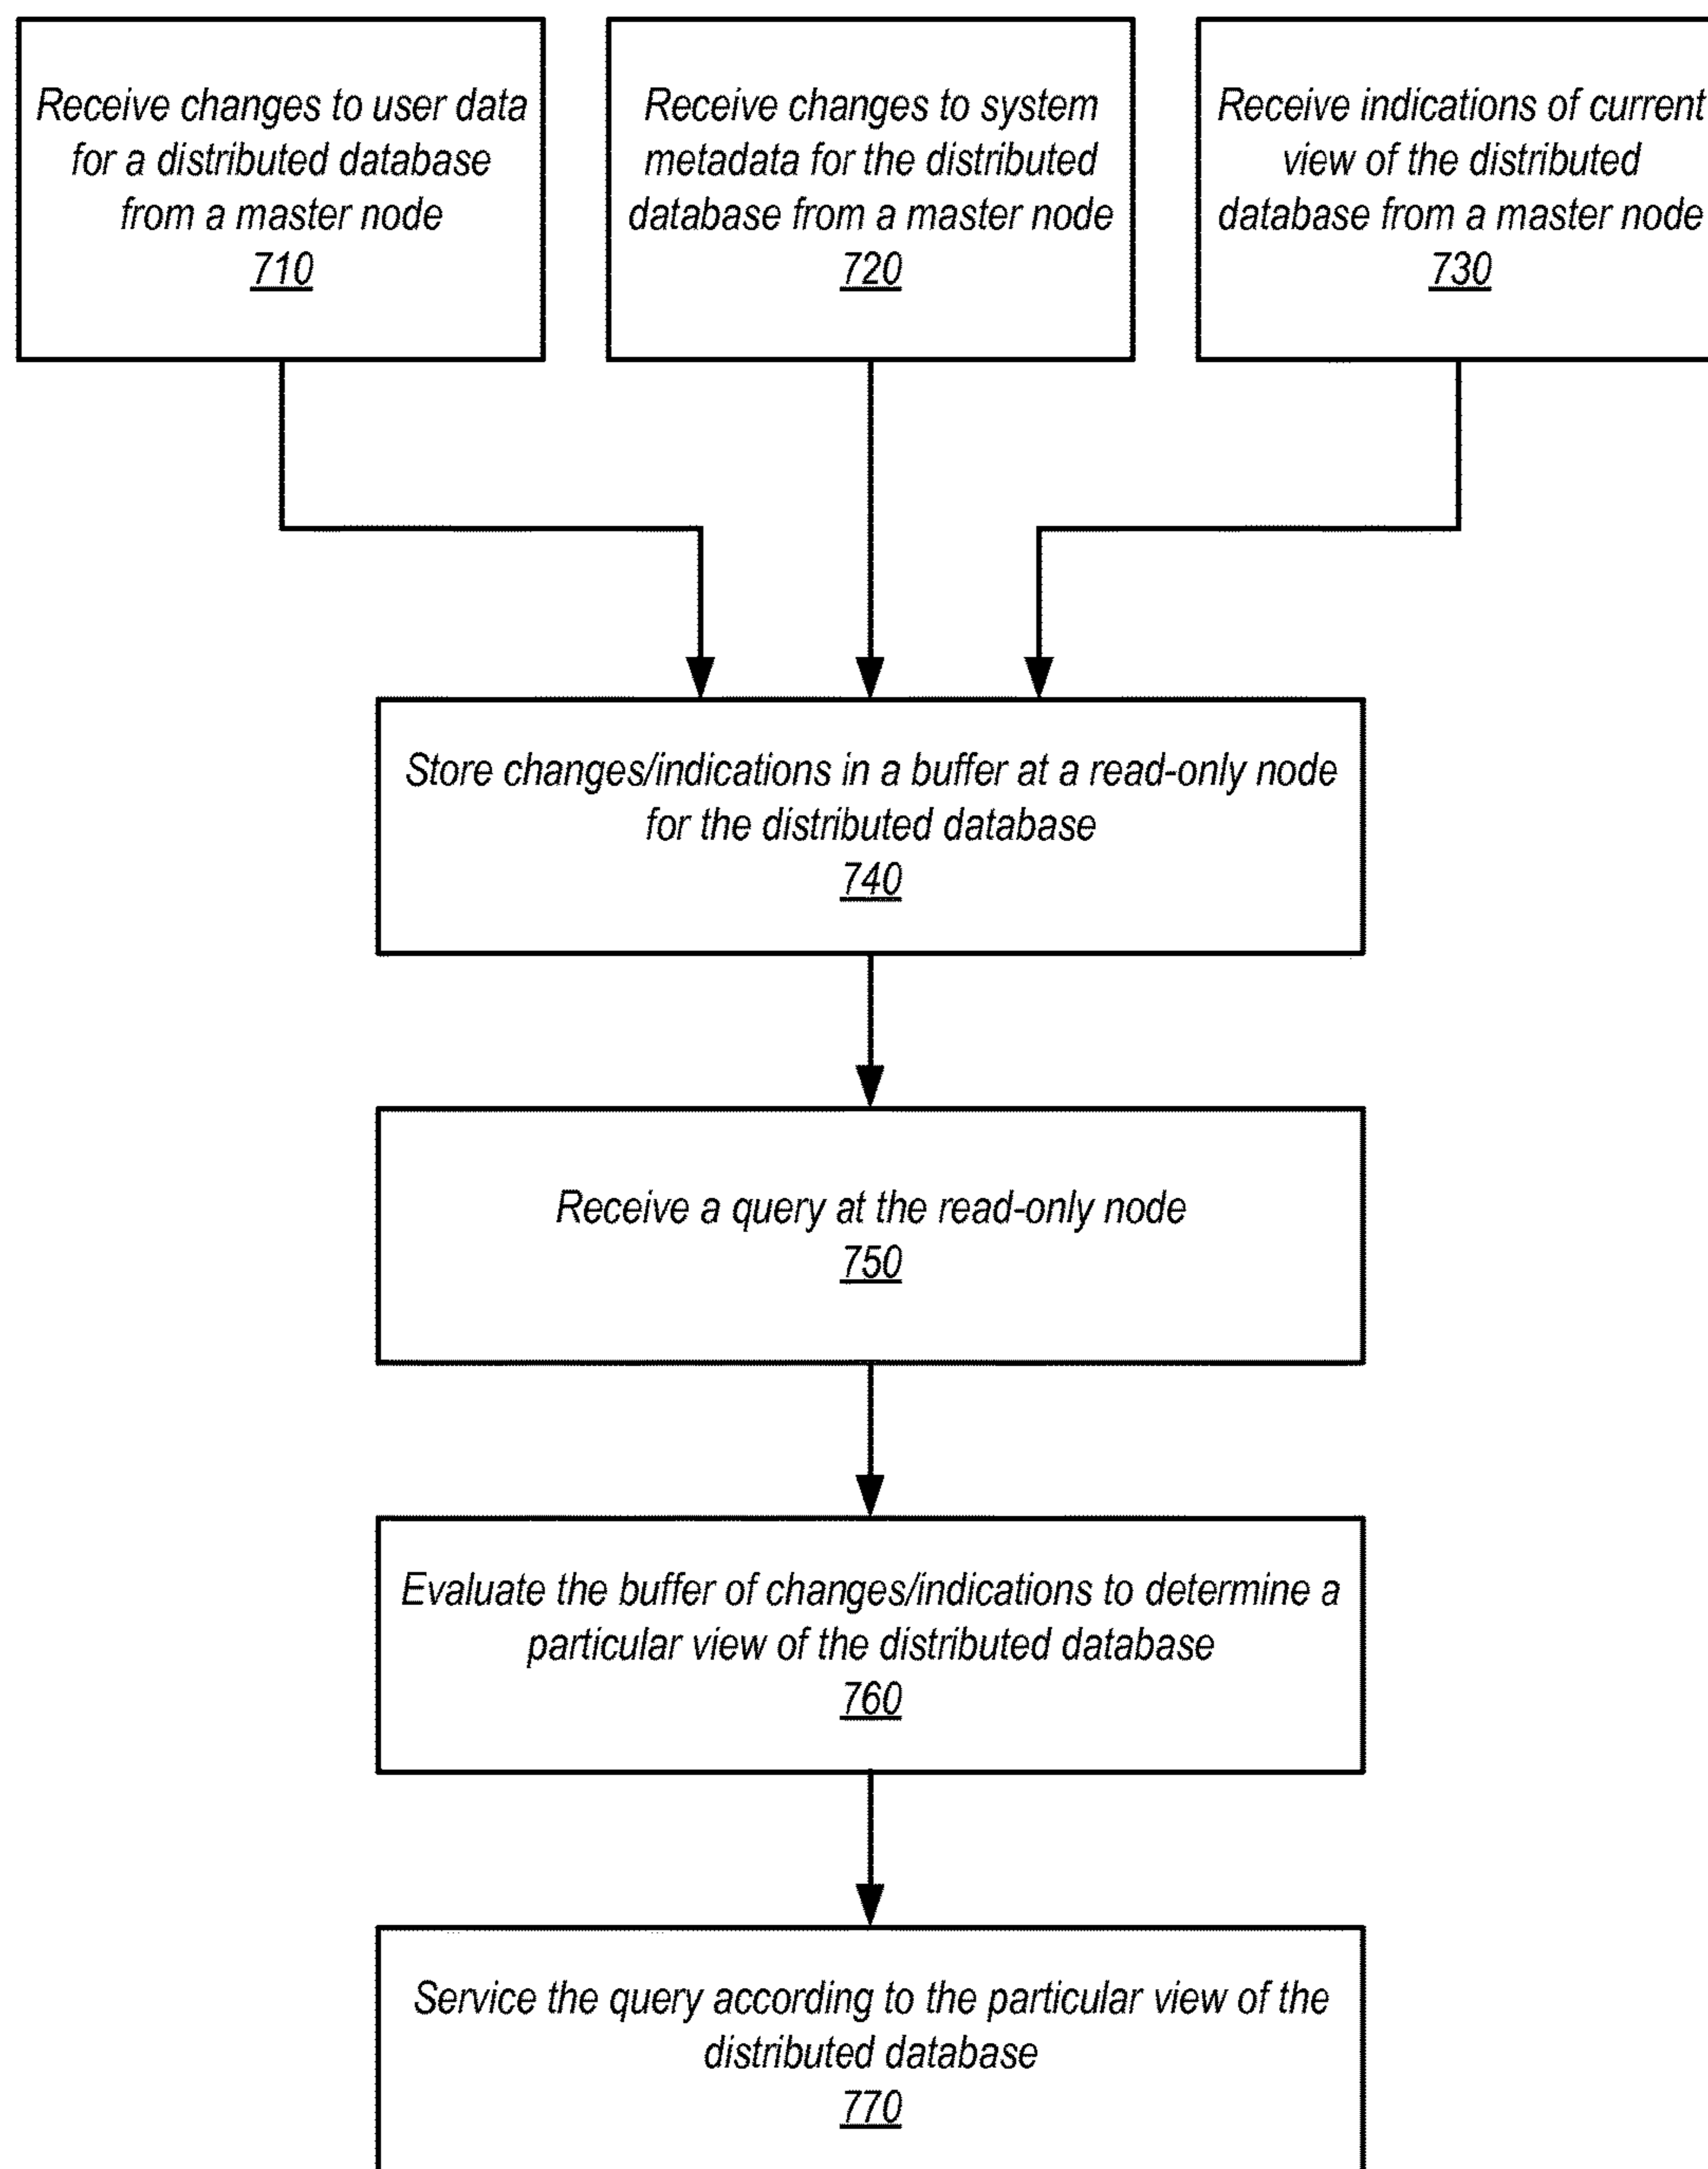 Receive changes to user data
for a distributed database
from a master node
710
Receive changes to system
metadata for the distributed
database from a master node
720
Receive indications of current
view of the distributed
database from a master node
730
Store changes/indications in a buffer at a read-only node
for the distributed database
740
Receive a query at the read-only node
750
Evaluate the buffer of changes/indications to determine a
particular view of the distributed database
760
Service the query according to the particular view of the
distributed database
770